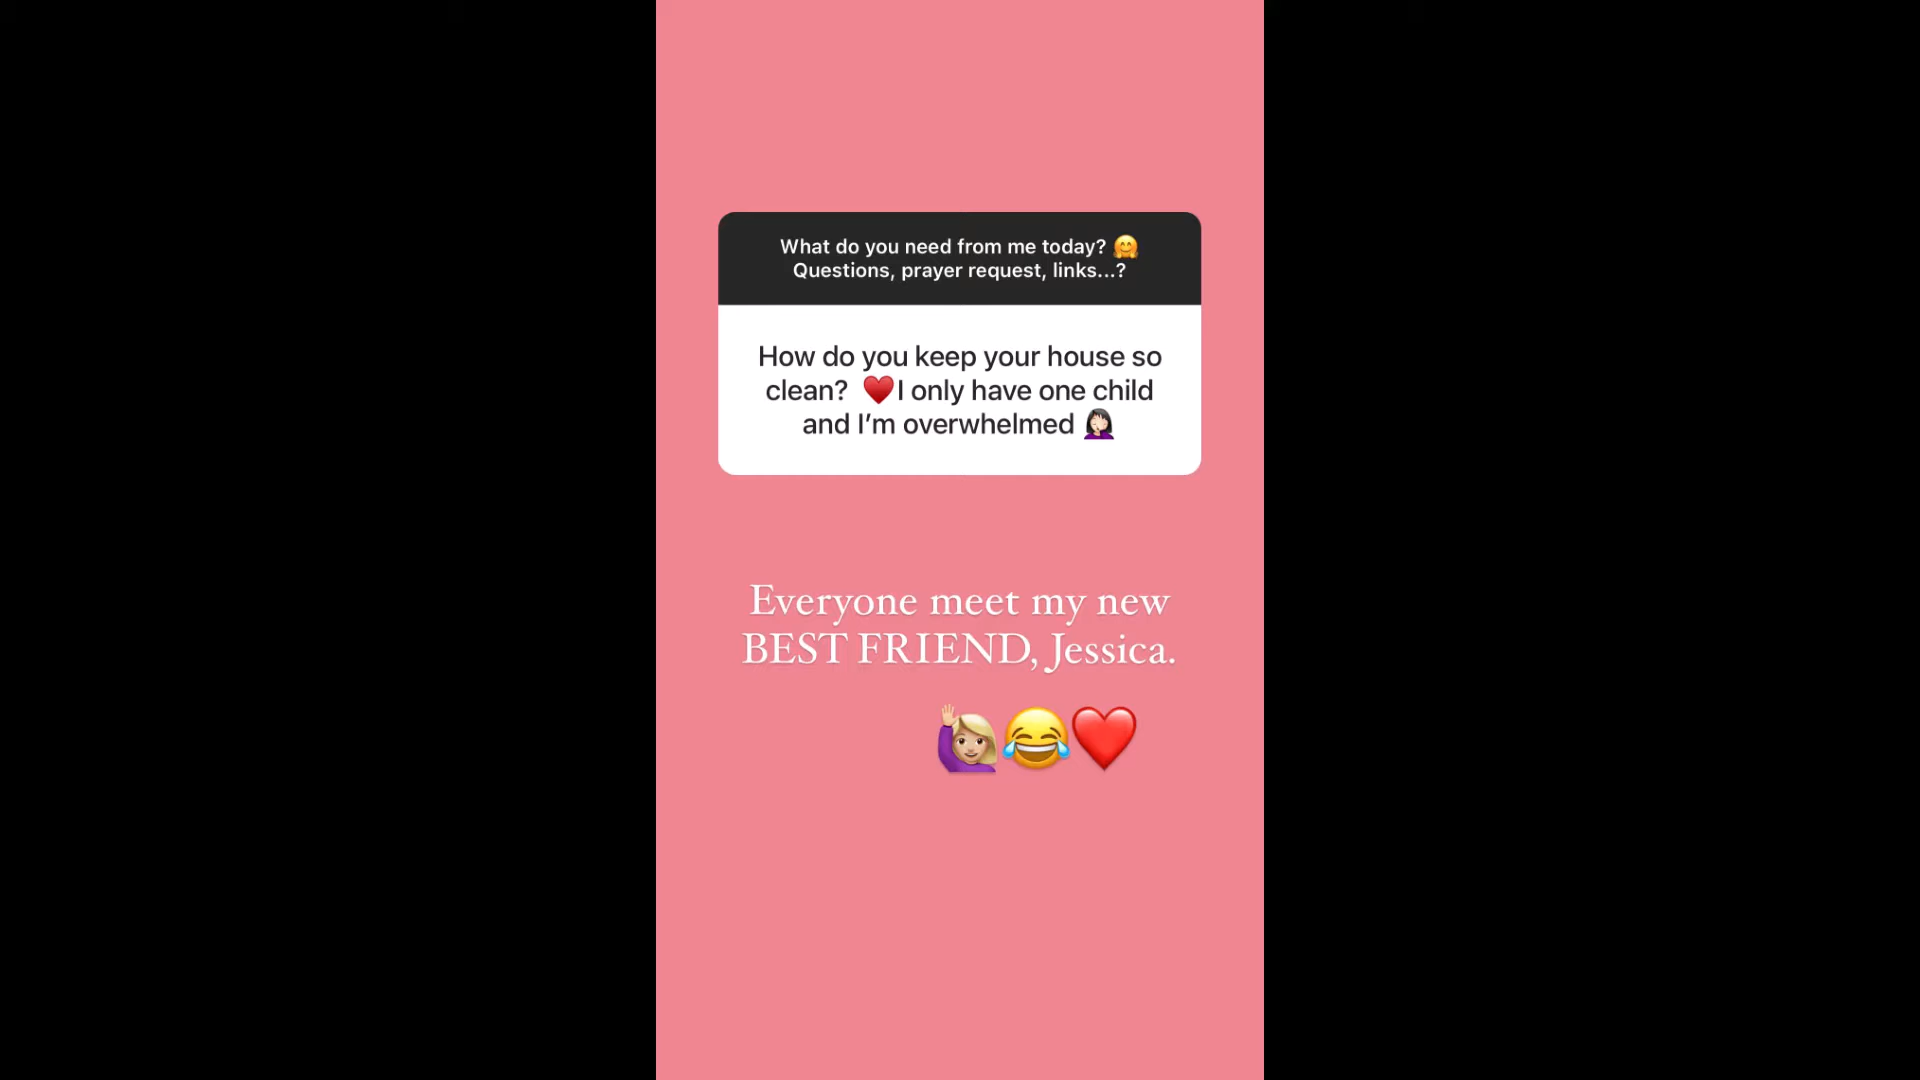 What do you need from me today? 🤗
Questions, prayer request, links...?
How do you keep your house so
clean? ♥️I only have one child
and I’m overwhelmed 🤦🏻‍♀️
Everyone meet my new
BEST FRIEND, Jessica.
🙋🏼‍♀️😂❤️